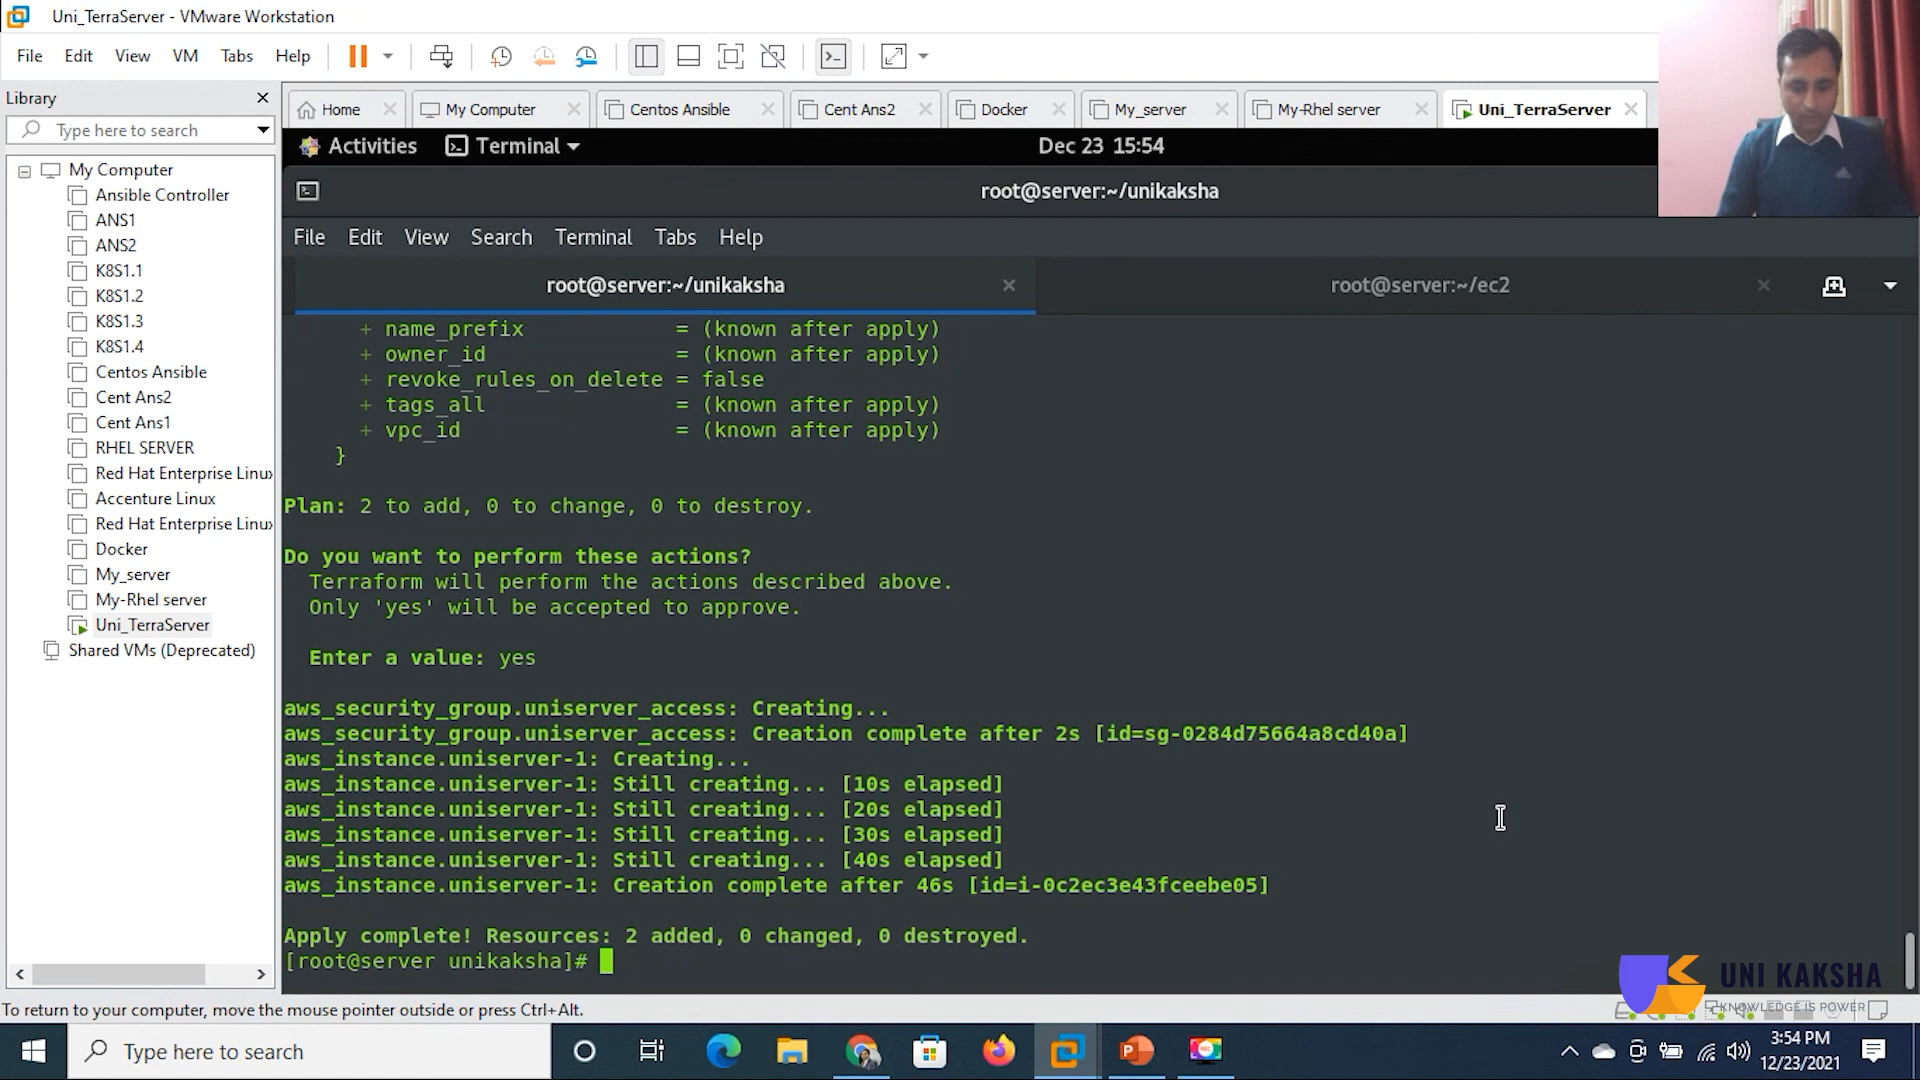 Uni_TerraServer - VMware Workstation
File Edit View VM Tabs Help
Library
Type here to search
My Computer
Ansible Controller
ANS1
ANS2
K8S1.1
K8S1.2
K8S1.3
K8S1.4
Centos Ansible
Cent Ans2
Cent Ans1
RHEL SERVER
Red Hat Enterprise Linux
Accenture Linux
Red Hat Enterprise Linux
Docker
My_server
My-Rhel server
Uni_TerraServer
Shared VMs (Deprecated)
Home My Computer Centos Ansible Cent Ans2 Docker My_server My-Rhel server Uni_TerraServer
Activities Terminal Dec 23 15:54
root@server:~/unikaksha
File Edit View Search Terminal Tabs Help
root@server:~/unikaksha root@server:~/ec2
+ name_prefix = (known after apply)
+ owner_id = (known after apply)
+ revoke_rules_on_delete = false
+ tags_all = (known after apply)
+ vpc_id = (known after apply)
}
Plan: 2 to add, 0 to change, 0 to destroy.
Do you want to perform these actions?
Terraform will perform the actions described above.
Only 'yes' will be accepted to approve.
Enter a value: yes
aws_security_group.uniserver_access: Creating...
aws_security_group.uniserver_access: Creation complete after 2s [id=sg-0284d75664a8cd40a]
aws_instance.uniserver-1: Creating...
aws_instance.uniserver-1: Still creating... [10s elapsed]
aws_instance.uniserver-1: Still creating... [20s elapsed]
aws_instance.uniserver-1: Still creating... [30s elapsed]
aws_instance.uniserver-1: Still creating... [40s elapsed]
aws_instance.uniserver-1: Creation complete after 46s [id=i-0c2ec3e43fceebe05]
Apply complete! Resources: 2 added, 0 changed, 0 destroyed.
[root@server unikaksha]#
UNI KAKSHA
KNOWLEDGE IS POWER
To return to your computer, move the mouse pointer outside or press Ctrl+Alt.
Type here to search
3:54 PM
12/23/2021